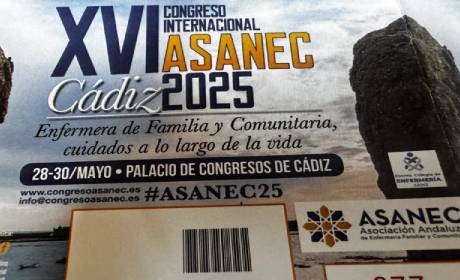 XVI CONGRESO
INTERNACIONAL
ASANEC
Cádiz 2025
Enfermera de Familia y Comunitaria,
cuidados a lo largo de la vida
28-30/MAYO • PALACIO DE CONGRESOS DE CÁDIZ
www.congresoasanec.es
info@congresoasanec.es
#ASANEC25
ENFERMERÍA
CÁDIZ
ASANEC
Asociación Andaluza
de Enfermería Familiar y Comunit